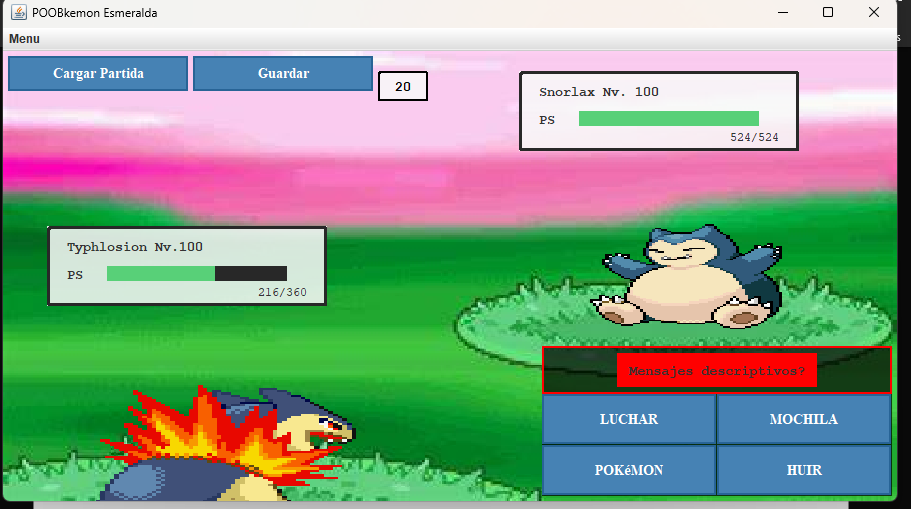 POOBkemon Esmeralda
Menu
Cargar Partida
Guardar
20
Snorlax Nv. 100
PS
524/524
Typhlosion Nv.100
PS
216/360
Mensajes descriptivos?
LUCHAR
MOCHILA
POKéMON
HUIR